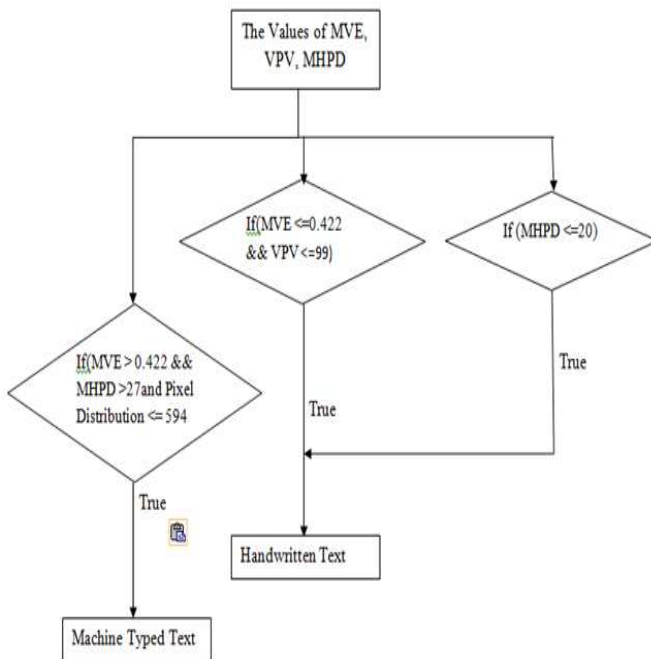 The Values of MVE,
VPV, MHPD
If(MVE <=0.422
&& VPV <=99)
If (MHPD <=20)
If(MVE > 0.422 &&
MHPD >27and Pixel
Distribution <= 594
True
True
True
Handwritten Text
Machine Typed Text